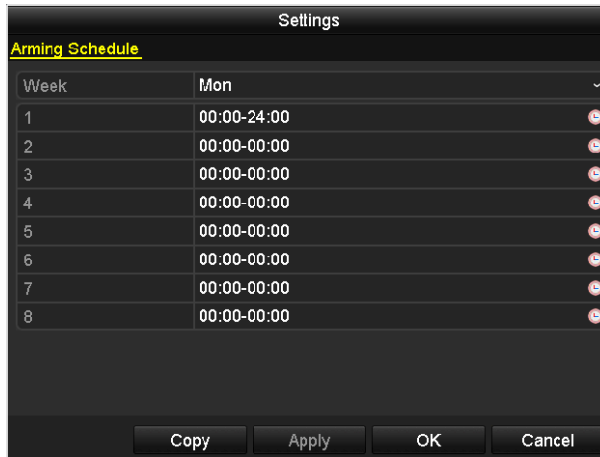 Settings
Arming Schedule
Week Mon
1 00:00-24:00
2 00:00-00:00
3 00:00-00:00
4 00:00-00:00
5 00:00-00:00
6 00:00-00:00
7 00:00-00:00
8 00:00-00:00
Copy Apply OK Cancel